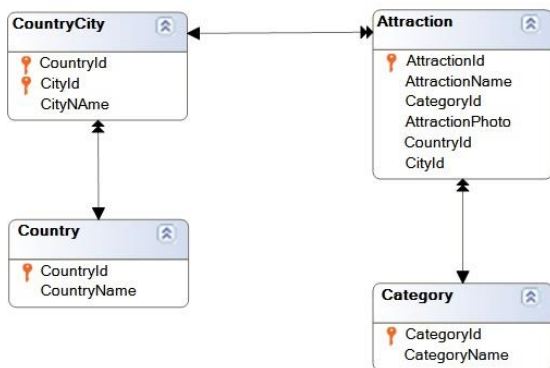 CountryCity
CountryId
CityId
CityNAme
Attraction
AttractionId
AttractionName
CategoryId
AttractionPhoto
CountryId
CityId
Country
CountryId
CountryName
Category
CategoryId
CategoryName